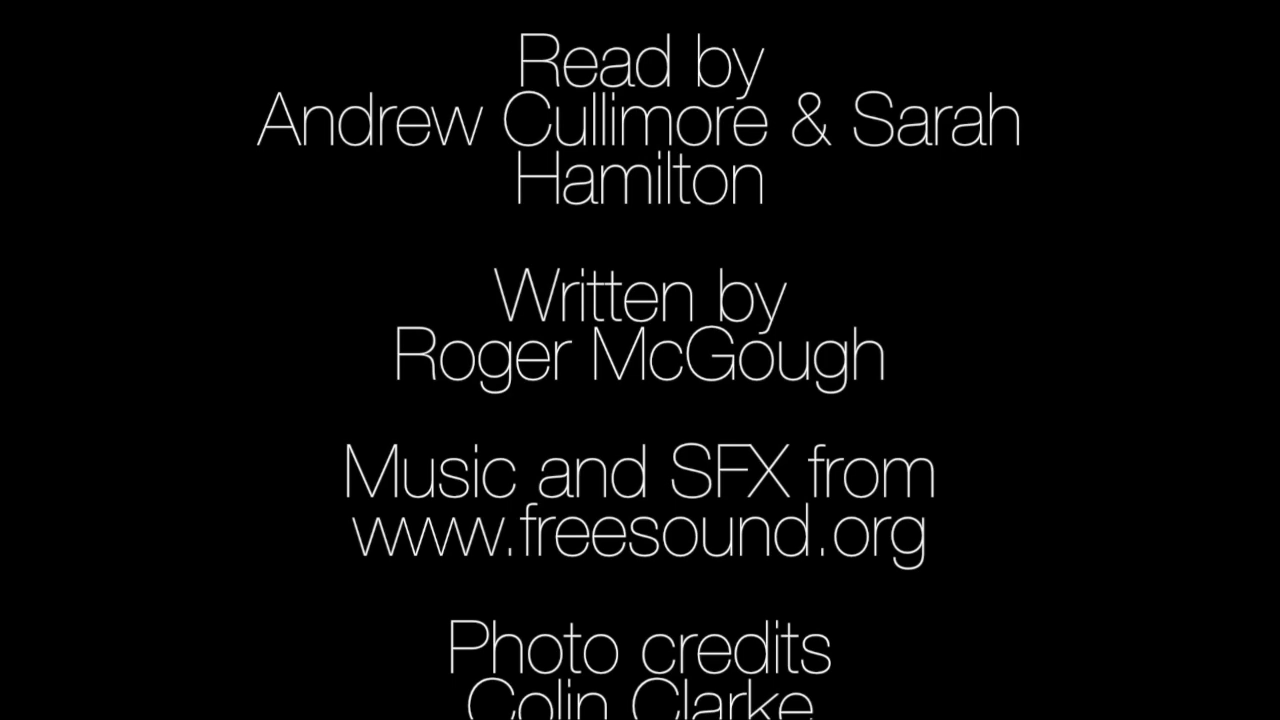 Read by
Andrew Cullimore & Sarah
Hamilton
Written by
Roger McGough
Music and SFX from
www.freesound.org
Photo credits
Colin Clarke